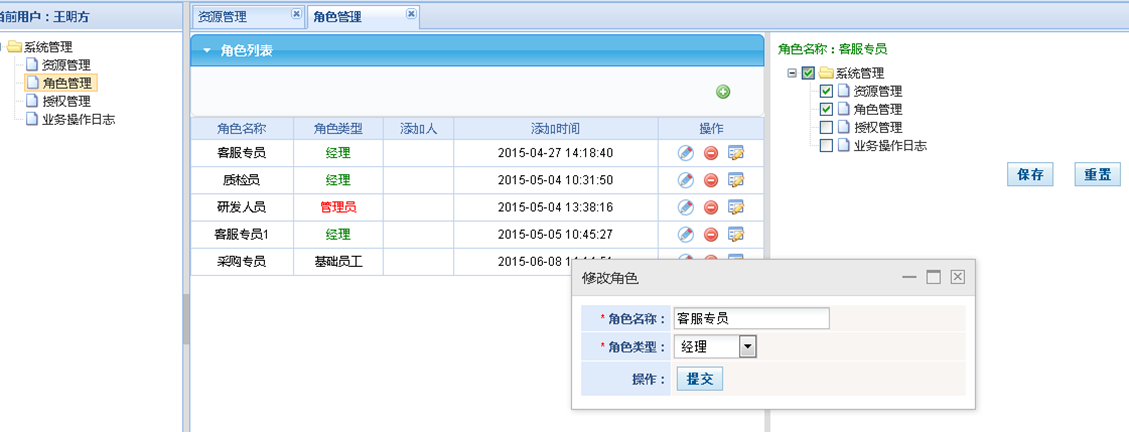 当前用户：王明方
系统管理
资源管理
角色管理
授权管理
业务操作日志
资源管理 角色管理
角色列表
角色名称 角色类型 添加人 添加时间 操作
客服专员 经理 2015-04-27 14:18:40
质检员 经理 2015-05-04 10:31:50
研发人员 管理员 2015-05-04 13:38:16
客服专员1 经理 2015-05-05 10:45:27
采购专员 基础员工 2015-06-08
角色名称：客服专员
系统管理
资源管理
角色管理
授权管理
业务操作日志
保存 重置
修改角色
* 角色名称： 客服专员
* 角色类型： 经理
操作： 提交